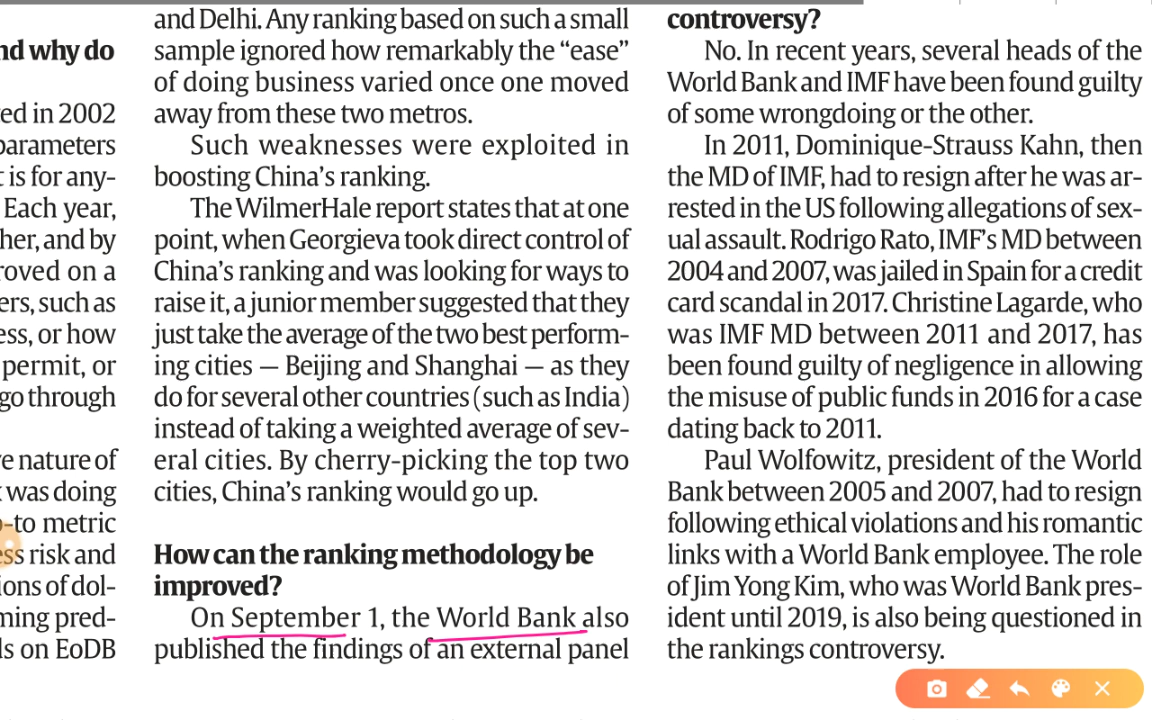 nd why do
ed in 2002
parameters
t is for any-
Each year,
her, and by
roved on a
ers, such as
ess, or how
permit, or
go through
e nature of
was doing
-to metric
ess risk and
ions of dol-
ming pred-
ls on EoDB
and Delhi. Any ranking based on such a small
sample ignored how remarkably the “ease”
of doing business varied once one moved
away from these two metros.
Such weaknesses were exploited in
boosting China’s ranking.
The WilmerHale report states that at one
point, when Georgieva took direct control of
China’s ranking and was looking for ways to
raise it, a junior member suggested that they
just take the average of the two best perform-
ing cities — Beijing and Shanghai — as they
do for several other countries (such as India)
instead of taking a weighted average of sev-
eral cities. By cherry-picking the top two
cities, China’s ranking would go up.
How can the ranking methodology be
improved?
On September 1, the World Bank also
published the findings of an external panel
controversy?
No. In recent years, several heads of the
World Bank and IMF have been found guilty
of some wrongdoing or the other.
In 2011, Dominique-Strauss Kahn, then
the MD of IMF, had to resign after he was ar-
rested in the US following allegations of sex-
ual assault. Rodrigo Rato, IMF’s MD between
2004 and 2007, was jailed in Spain for a credit
card scandal in 2017. Christine Lagarde, who
was IMF MD between 2011 and 2017, has
been found guilty of negligence in allowing
the misuse of public funds in 2016 for a case
dating back to 2011.
Paul Wolfowitz, president of the World
Bank between 2005 and 2007, had to resign
following ethical violations and his romantic
links with a World Bank employee. The role
of Jim Yong Kim, who was World Bank pres-
ident until 2019, is also being questioned in
the rankings controversy.